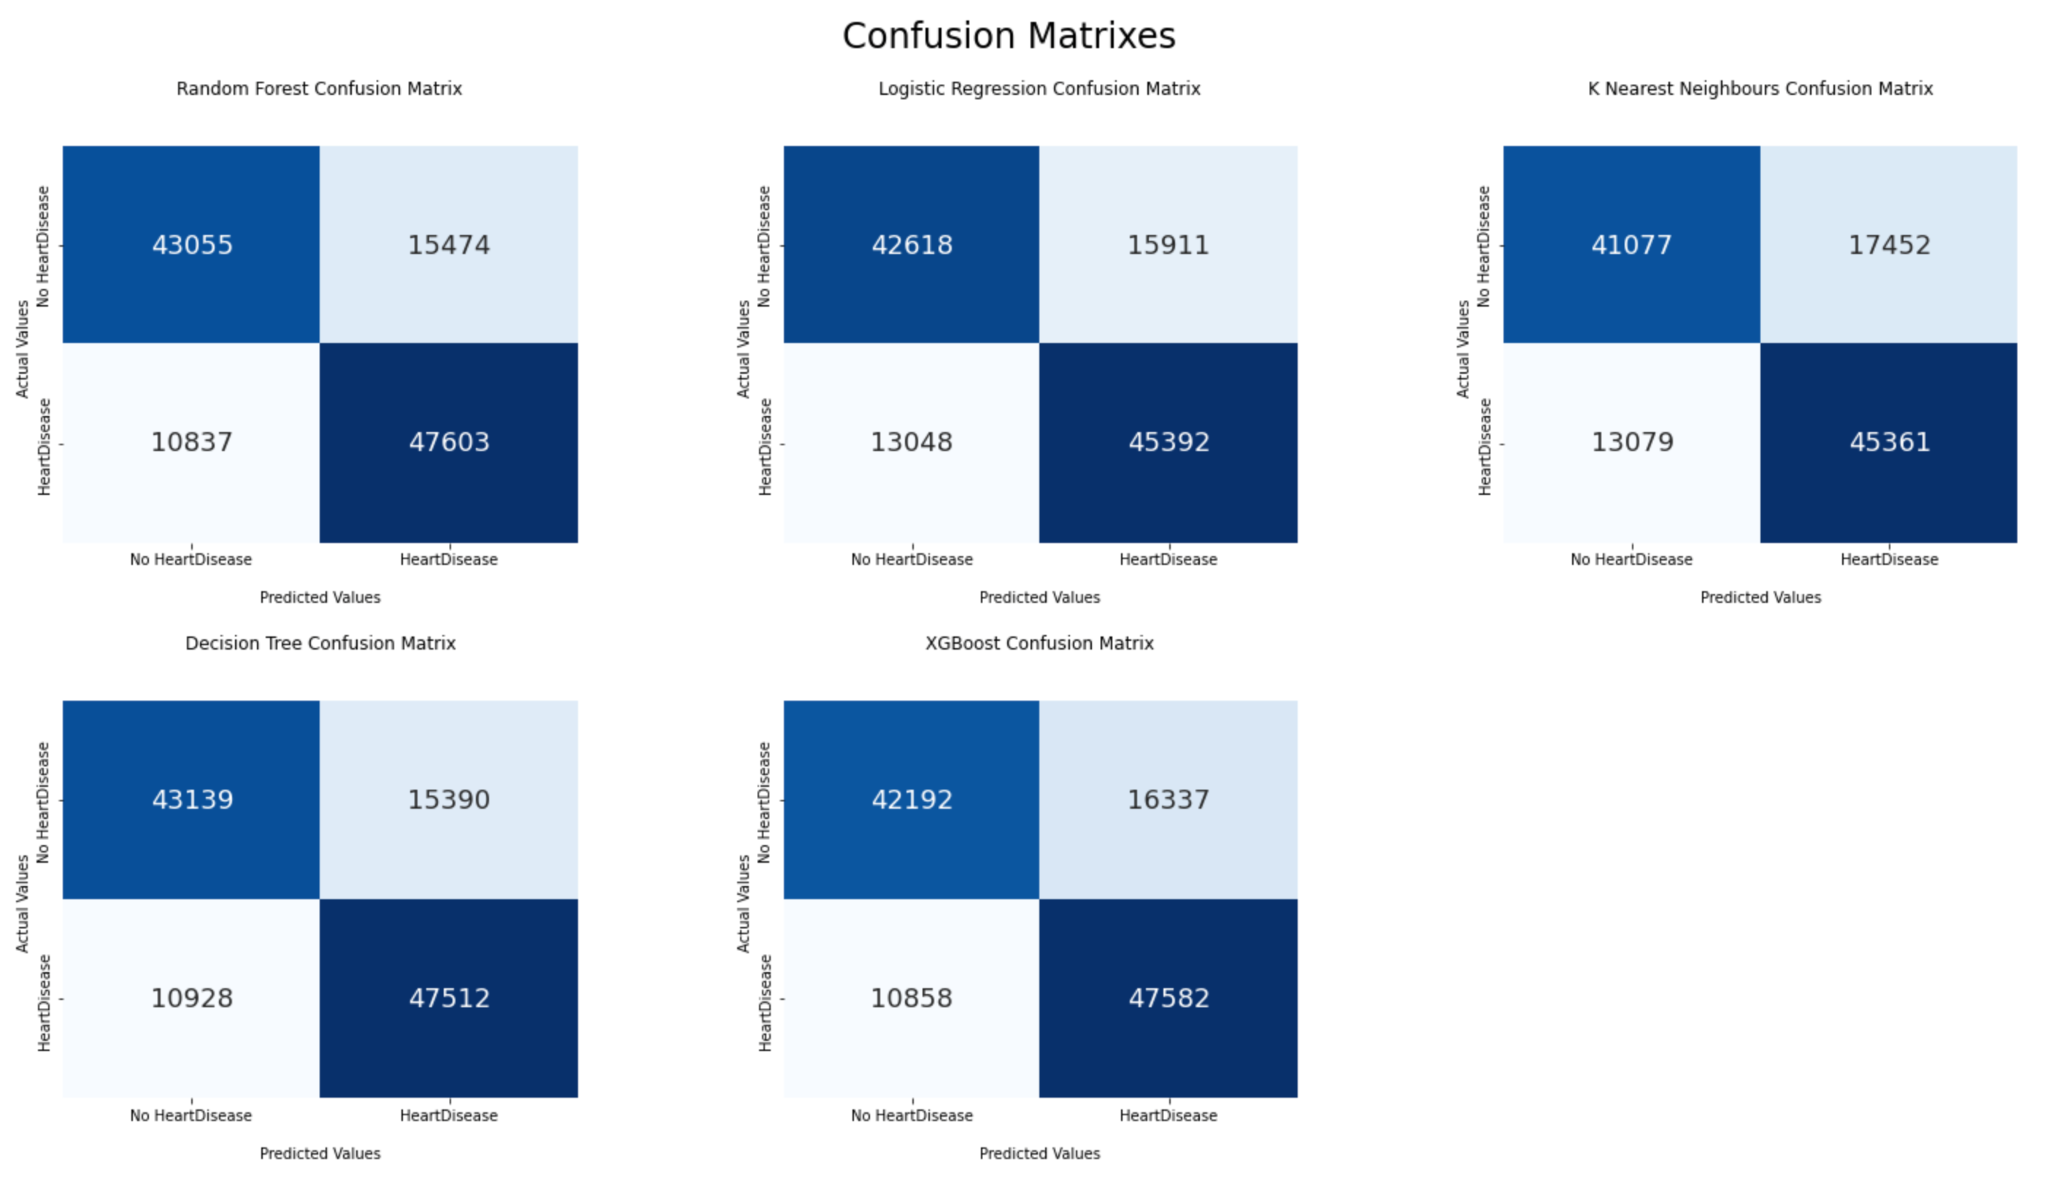 Confusion Matrixes
Random Forest Confusion Matrix
Actual Values
No HeartDisease
HeartDisease
43055 15474
10837 47603
No HeartDisease HeartDisease
Predicted Values
Logistic Regression Confusion Matrix
Actual Values
No HeartDisease
HeartDisease
42618 15911
13048 45392
No HeartDisease HeartDisease
Predicted Values
K Nearest Neighbours Confusion Matrix
Actual Values
No HeartDisease
HeartDisease
41077 17452
13079 45361
No HeartDisease HeartDisease
Predicted Values
Decision Tree Confusion Matrix
Actual Values
No HeartDisease
HeartDisease
43139 15390
10928 47512
No HeartDisease HeartDisease
Predicted Values
XGBoost Confusion Matrix
Actual Values
No HeartDisease
HeartDisease
42192 16337
10858 47582
No HeartDisease HeartDisease
Predicted Values